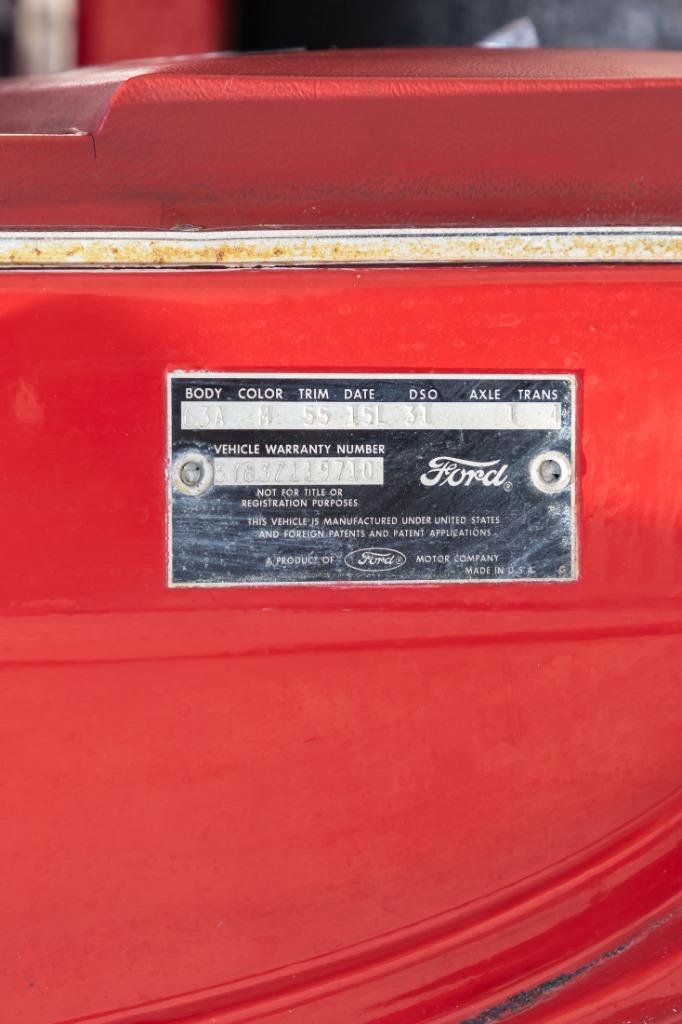 BODY COLOR TRIM DATE DSO AXLE TRANS
63A M 55 15L 31 1 4
VEHICLE WARRANTY NUMBER
3Y83Z119710
Ford®
NOT FOR TITLE OR
REGISTRATION PURPOSES
THIS VEHICLE IS MANUFACTURED UNDER UNITED STATES
AND FOREIGN PATENTS AND PATENT APPLICATIONS
A PRODUCT OF Ford® MOTOR COMPANY
MADE IN U.S.A. G